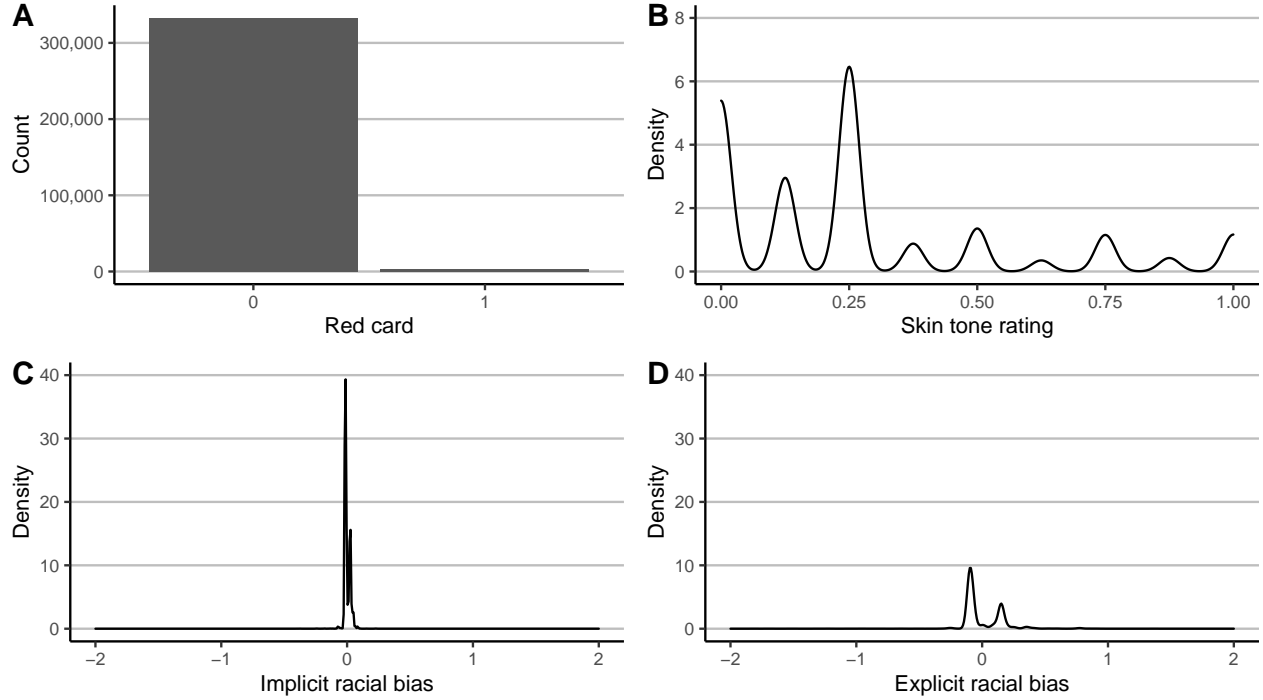 A
Count
300,000
200,000
100,000
0
0 1
Red card
B
Density
8
6
4
2
0
0.00 0.25 0.50 0.75 1.00
Skin tone rating
C
Density
40
30
20
10
0
−2 −1 0 1 2
Implicit racial bias
D
Density
40
30
20
10
0
−2 −1 0 1 2
Explicit racial bias